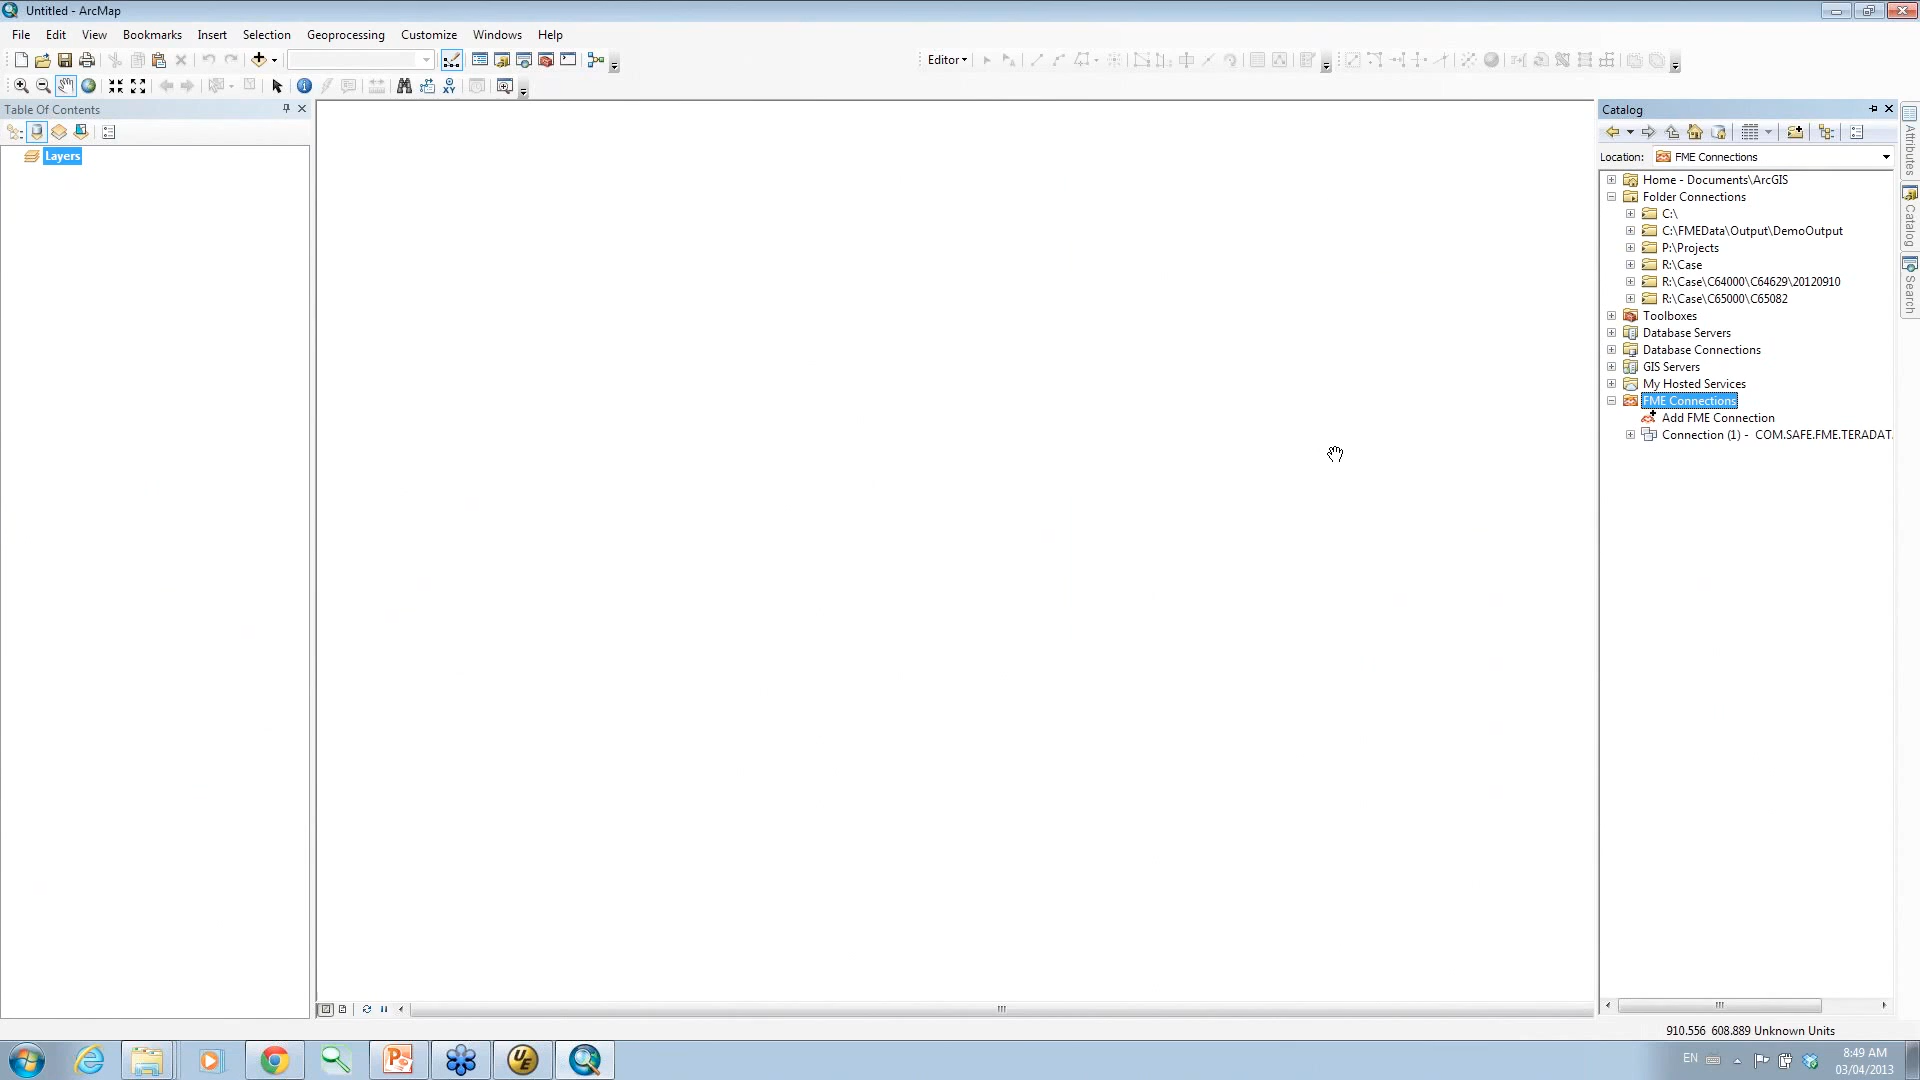 Untitled - ArcMap
File Edit View Bookmarks Insert Selection Geoprocessing Customize Windows Help
Editor
Table Of Contents
Layers
Catalog
Location: FME Connections
Home - Documents\ArcGIS
Folder Connections
C:\
C:\FMEData\Output\DemoOutput
P:\Projects
R:\Case
R:\Case\C64000\C64629\20120910
R:\Case\C65000\C65082
Toolboxes
Database Servers
Database Connections
GIS Servers
My Hosted Services
FME Connections
Add FME Connection
Connection (1) - COM.SAFE.FME.TERADAT.
Attributes
Catalog
Search
910.556 608.889 Unknown Units
EN
8:49 AM
03/04/2013